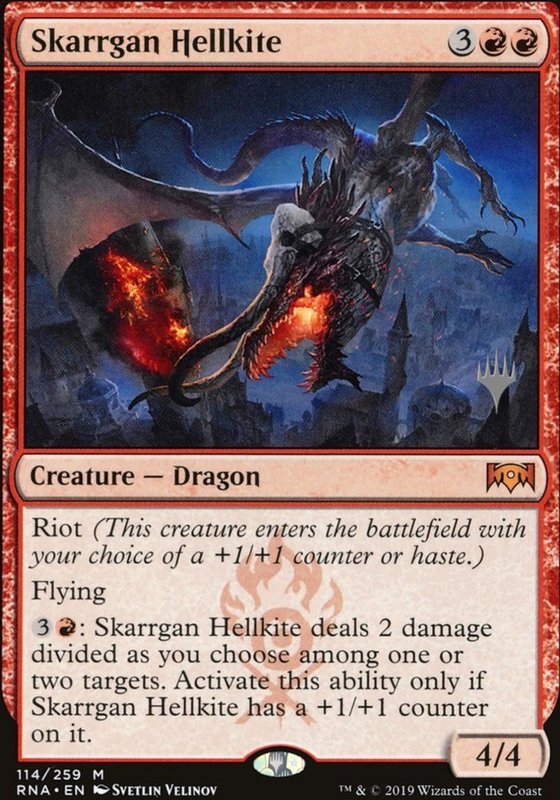 Skarrgan Hellkite 3
Creature — Dragon
Riot (This creature enters the battlefield with
your choice of a +1/+1 counter or haste.)
Flying
3: Skarrgan Hellkite deals 2 damage
divided as you choose among one or
two targets. Activate this ability only if
Skarrgan Hellkite has a +1/+1 counter
on it.
4/4
114/259 M
RNA • EN Svetlin Velinov
™ & © 2019 Wizards of the Coast